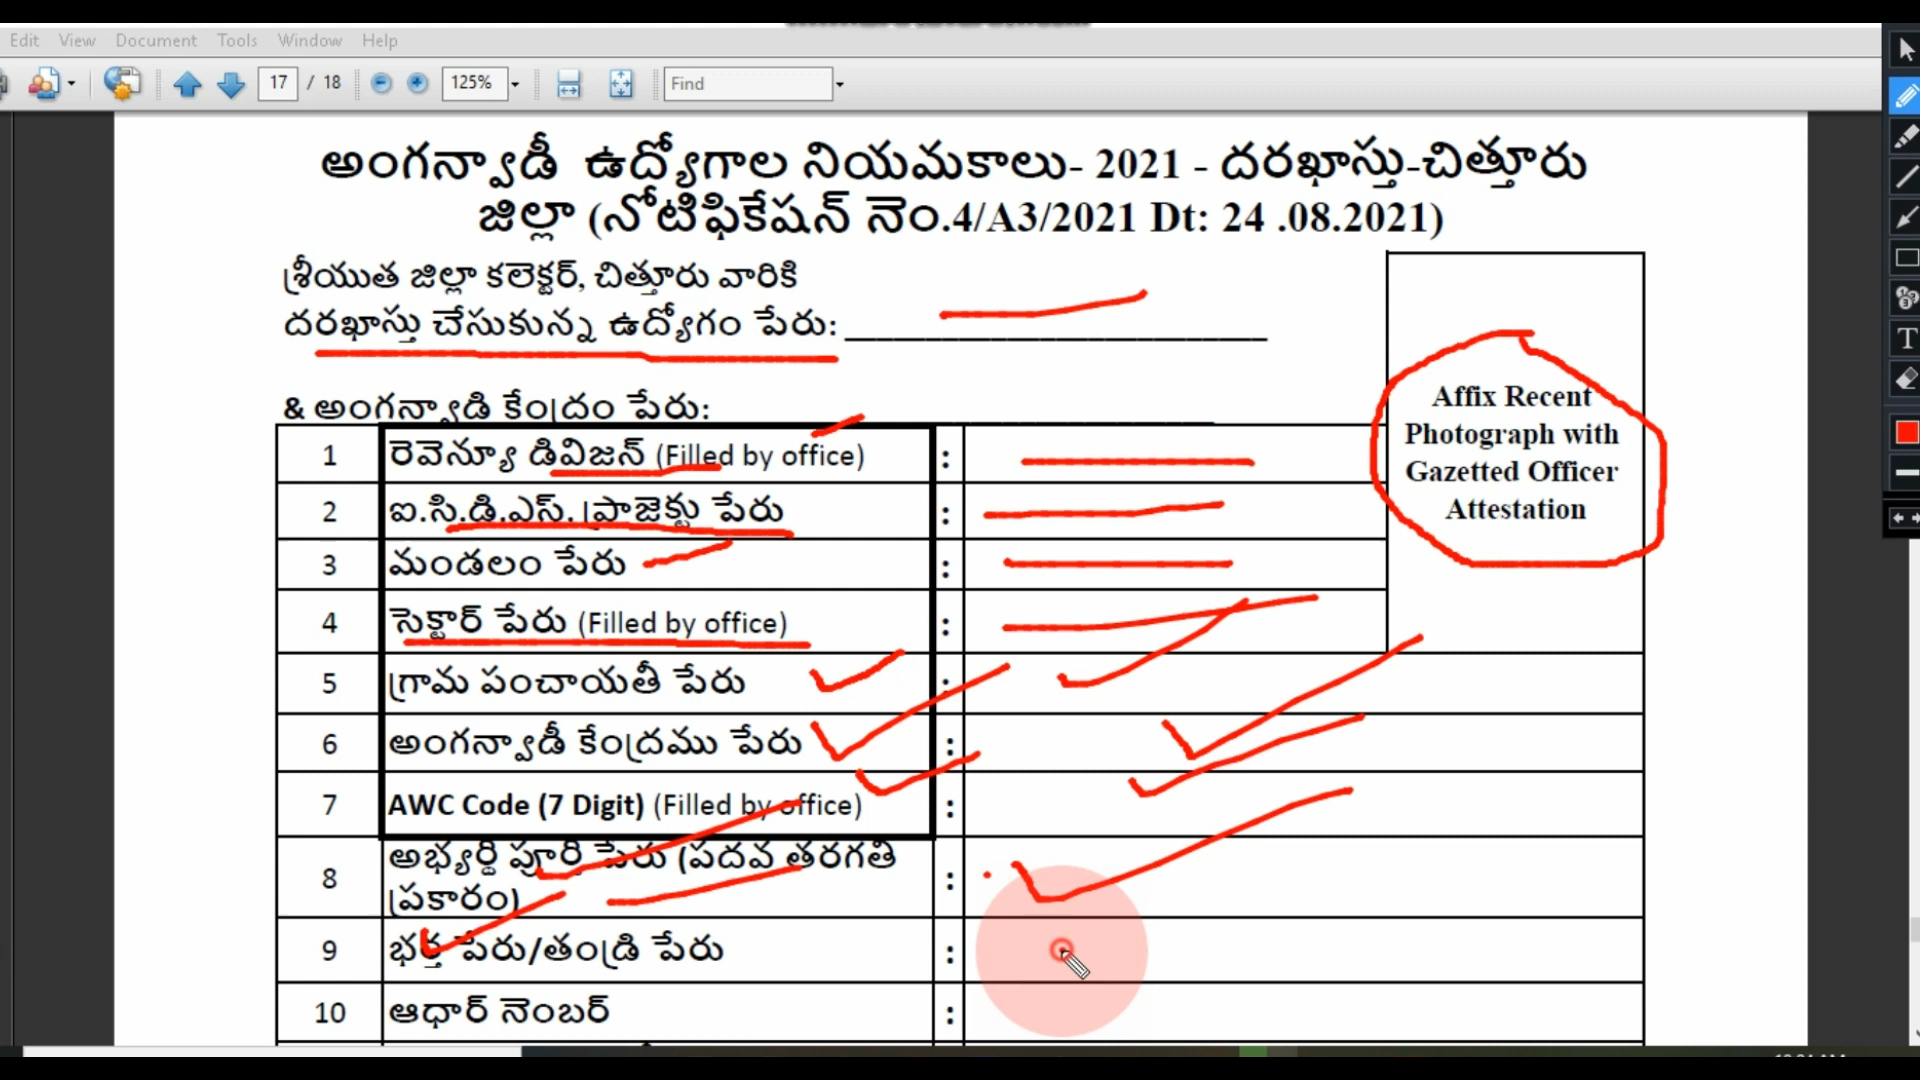 Edit View Document Tools Window Help
17 / 18 125% Find
అంగన్వాడీ ఉద్యోగాల నియమకాలు- 2021 - దరఖాస్తు-చిత్తూరు
జిల్లా (నోటిఫికేషన్ నెం.4/A3/2021 Dt: 24 .08.2021)
శ్రీయుత జిల్లా కలెక్టర్, చిత్తూరు వారికి
దరఖాస్తు చేసుకున్న ఉద్యోగం పేరు: ___________________________
& అంగన్వాడి కేంద్రం పేరు:
Affix Recent
Photograph with
Gazetted Officer
Attestation
1 రెవెన్యూ డివిజన్ (Filled by office) :
2 ఐ.సి.డి.ఎస్. ప్రాజెక్టు పేరు :
3 మండలం పేరు :
4 సెక్టార్ పేరు (Filled by office) :
5 గ్రామ పంచాయతీ పేరు :
6 అంగన్వాడీ కేంద్రము పేరు :
7 AWC Code (7 Digit) (Filled by office) :
8 అభ్యర్థి పూర్తి పేరు (పదవ తరగతి :
ప్రకారం)
9 భర్త పేరు/తండ్రి పేరు :
10 ఆధార్ నెంబర్ :